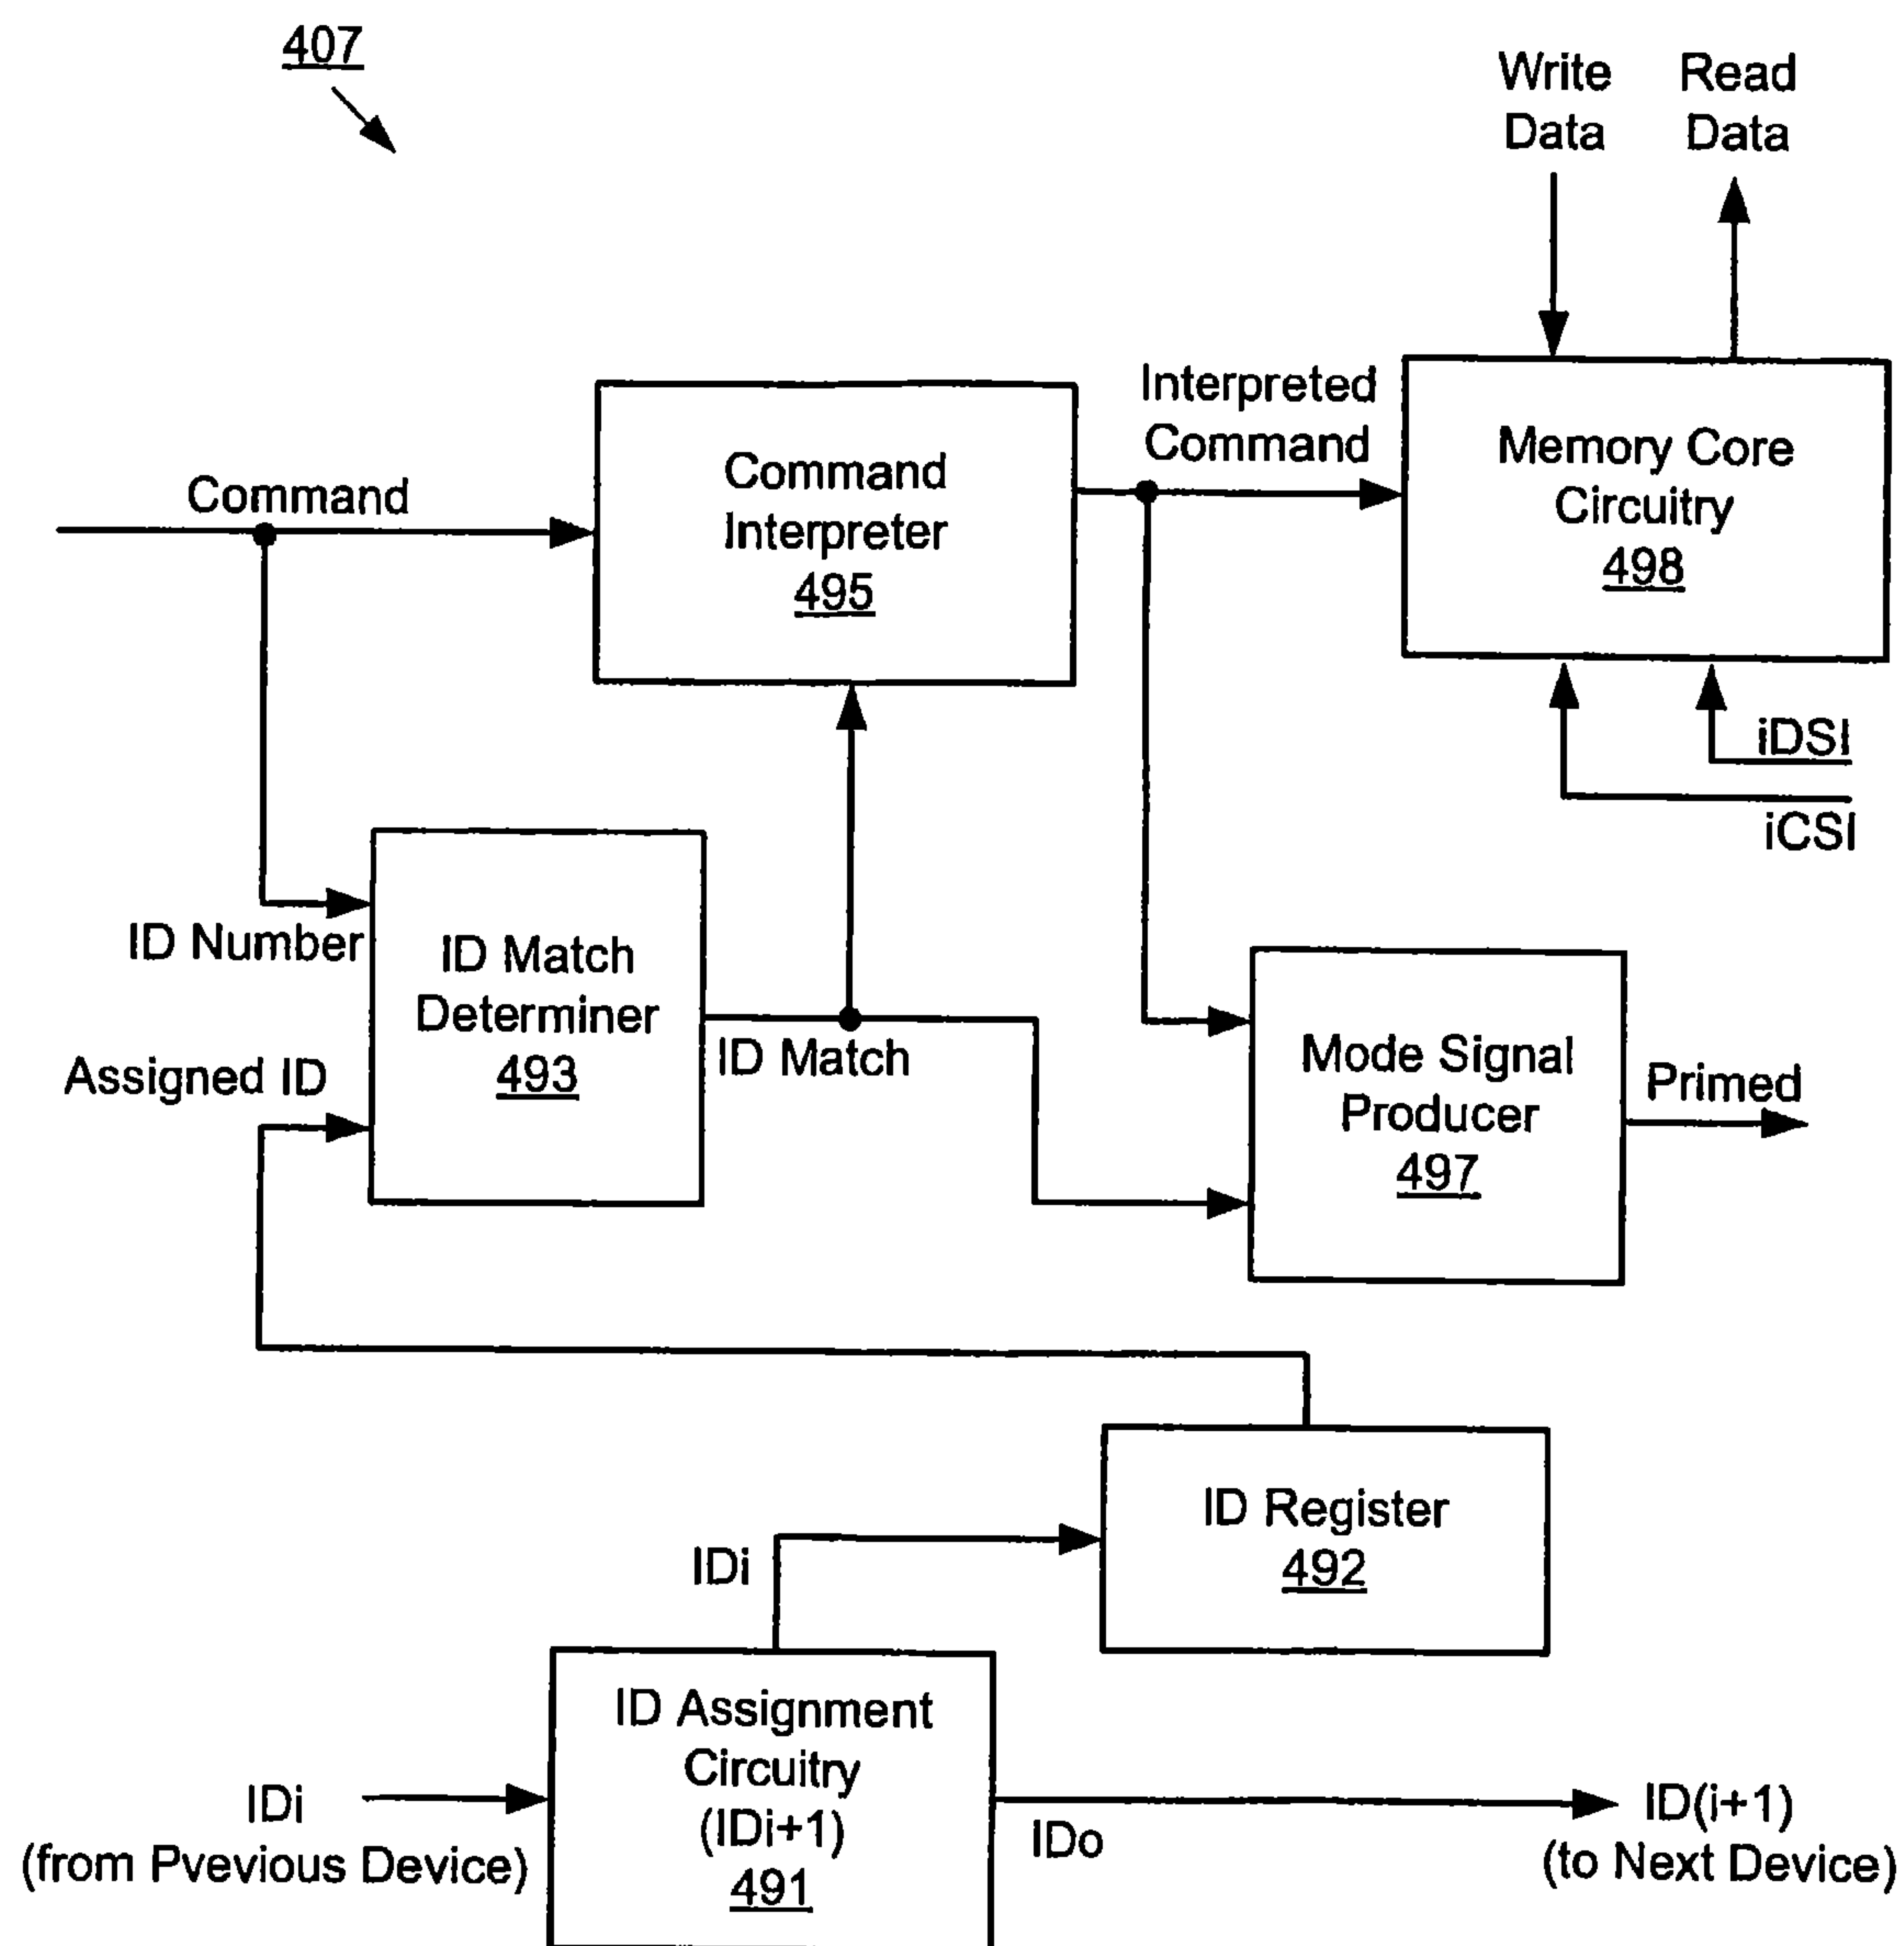 407
Write
Data
Read
Data
Command
Command
Interpreter
495
Interpreted
Command
Memory Core
Circuitry
498
iDSI
iCSI
ID Number
Assigned ID
ID Match
Determiner
493
ID Match
Mode Signal
Producer
497
Primed
ID Register
492
IDi
ID Assignment
Circuitry
(IDi+1)
491
IDi
(from Pvevious Device)
IDo
ID(i+1)
(to Next Device)